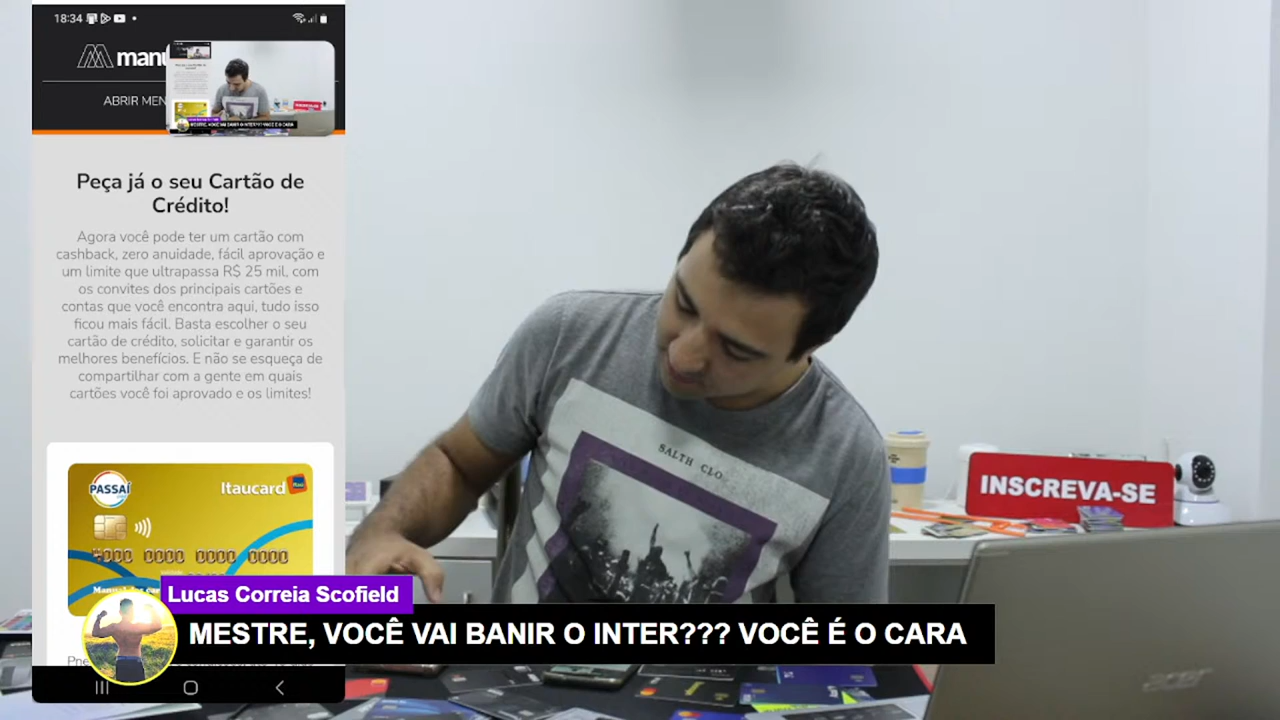 18:34
manu
ABRIR MEN
Peça já o seu Cartão de
Crédito!
Agora você pode ter um cartão com
cashback, zero anuidade, fácil aprovação e
um limite que ultrapassa R$ 25 mil, com
os convites dos principais cartões e
contas que você encontra aqui, tudo isso
ficou mais fácil. Basta escolher o seu
cartão de crédito, solicitar e garantir os
melhores benefícios. E não se esqueça de
compartilhar com a gente em quais
cartões você foi aprovado e os limites!
PASSAÍ
Itaucard
4000 0000 0000 0000
Lucas Correia Scofield
MESTRE, VOCÊ VAI BANIR O INTER??? VOCÊ É O CARA
SALTH CLO
INSCREVA-SE
acer